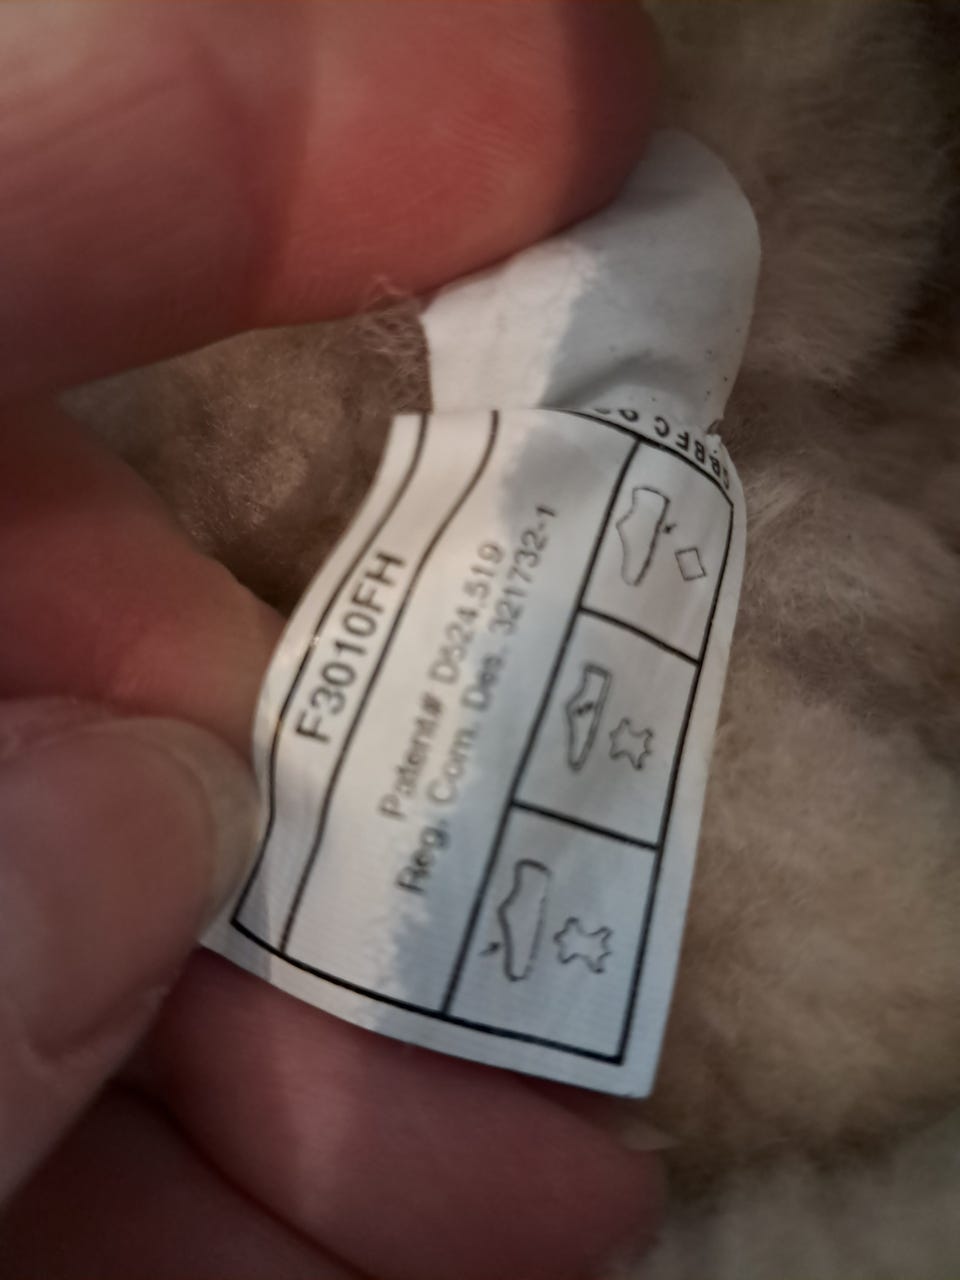 F3010FH
Patent# D524,519
Reg. Com. Des. 321732-1